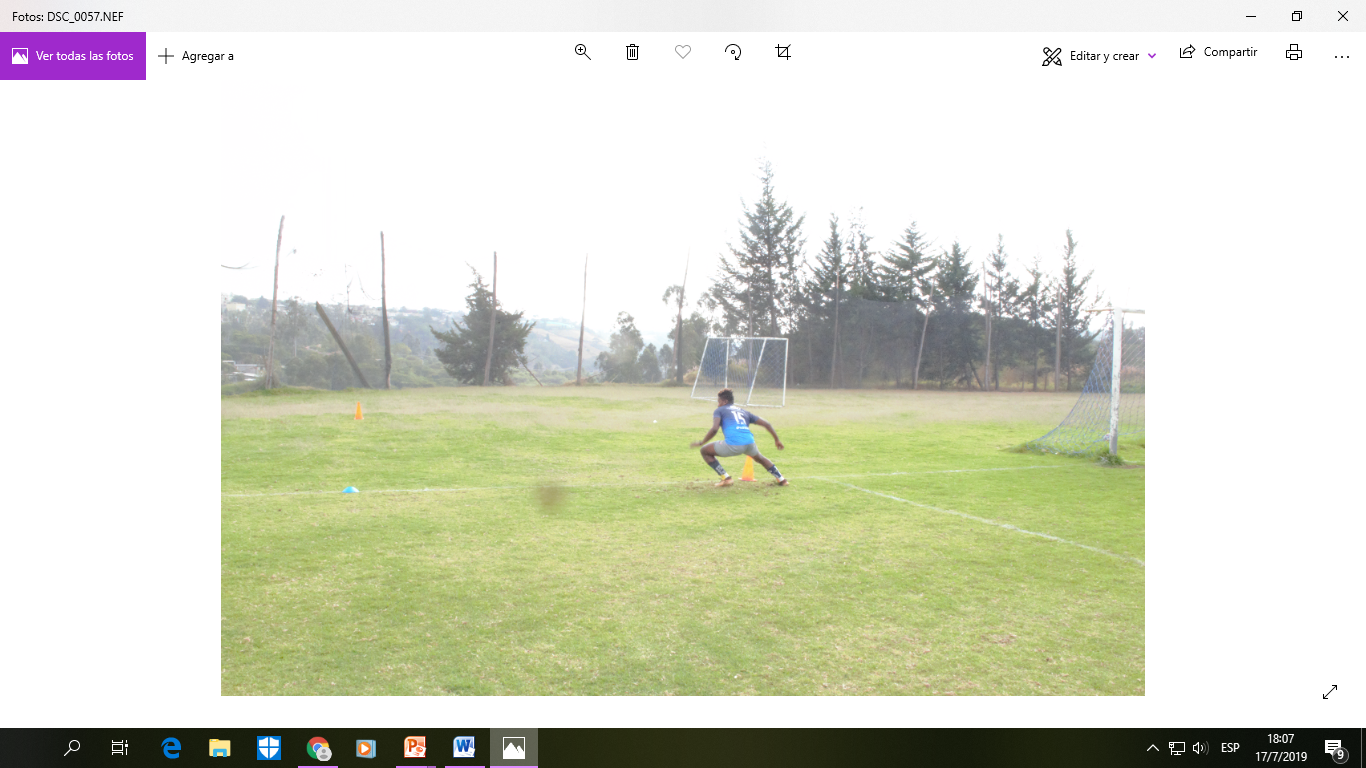 Fotos: DSC_0057.NEF
Ver todas las fotos
Agregar a
Editar y crear
Compartir
15
ESP
18:07
17/7/2019
9